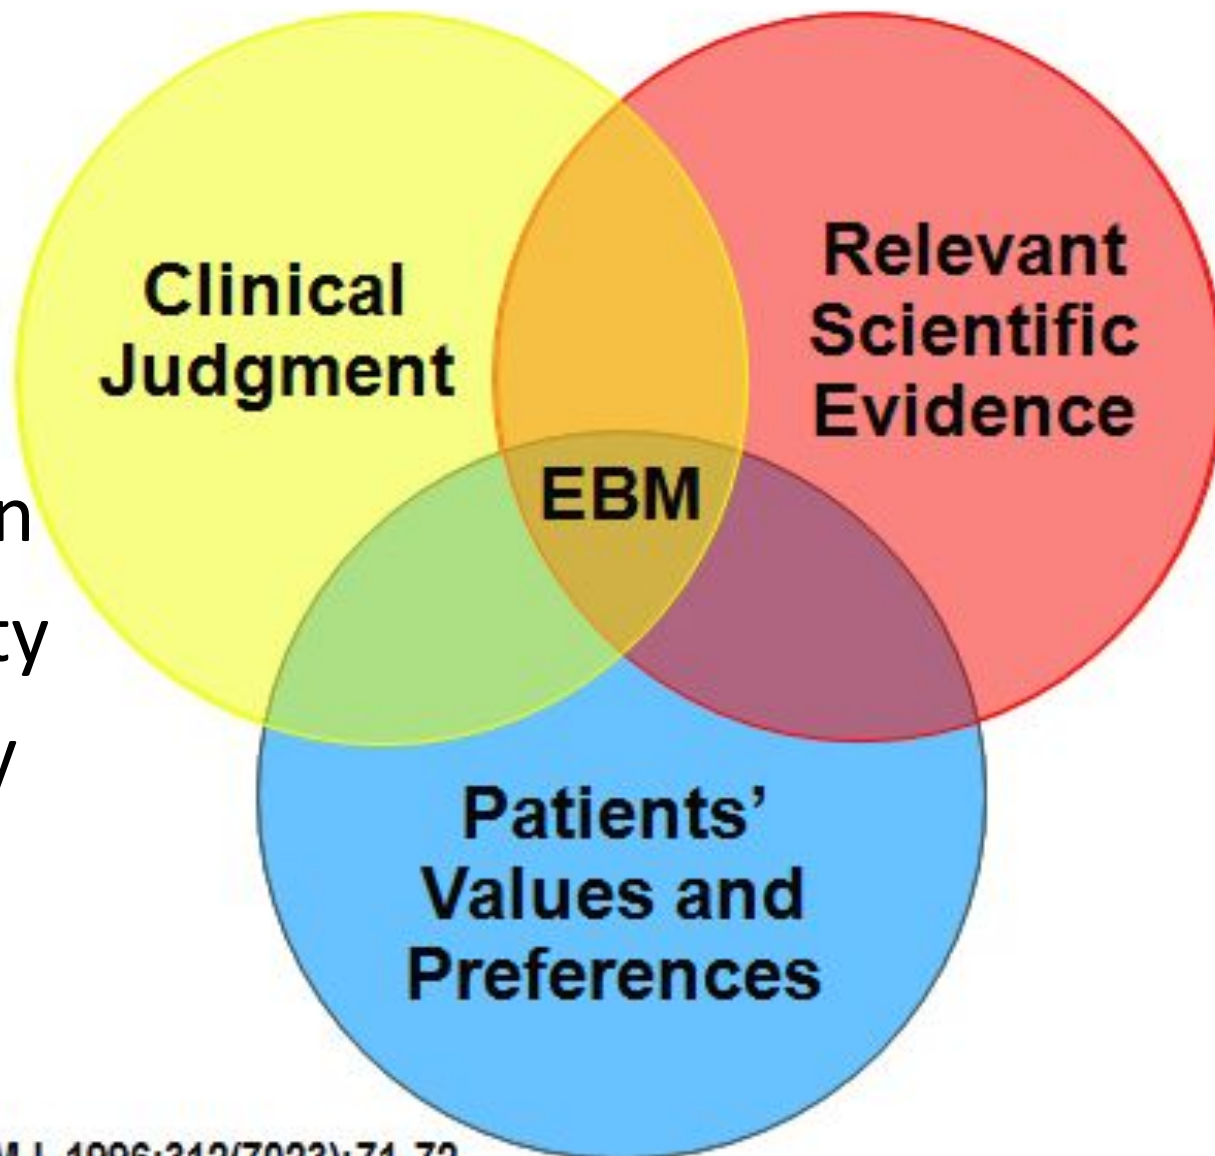 Clinical
Judgment
Relevant
Scientific
Evidence
EBM
Patients’
Values and
Preferences